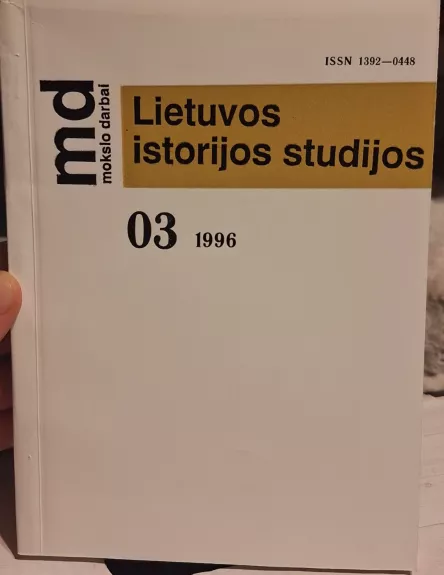 ISSN 1392—0448
md
mokslo darbai
Lietuvos
istorijos studijos
03 1996